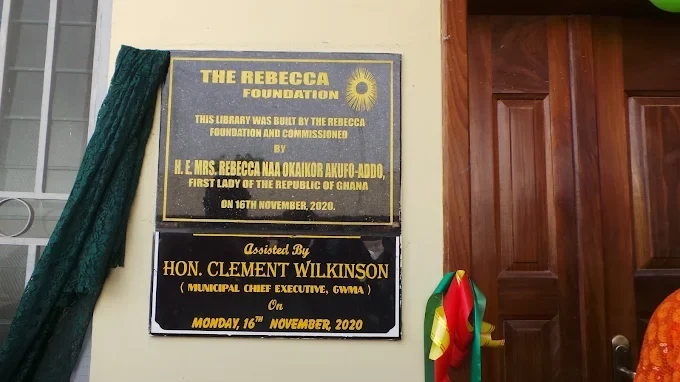 THE REBECCA
FOUNDATION
THIS LIBRARY WAS BUILT BY THE REBECCA
FOUNDATION AND COMMISSIONED
BY
H. E. MRS. REBECCA NAA OKAIKOR AKUFO-ADDO,
FIRST LADY OF THE REPUBLIC OF GHANA
ON 16TH NOVEMBER, 2020.
Assisted By
HON. CLEMENT WILKINSON
( MUNICIPAL CHIEF EXECUTIVE, GWMA )
On
MONDAY, 16TH NOVEMBER, 2020